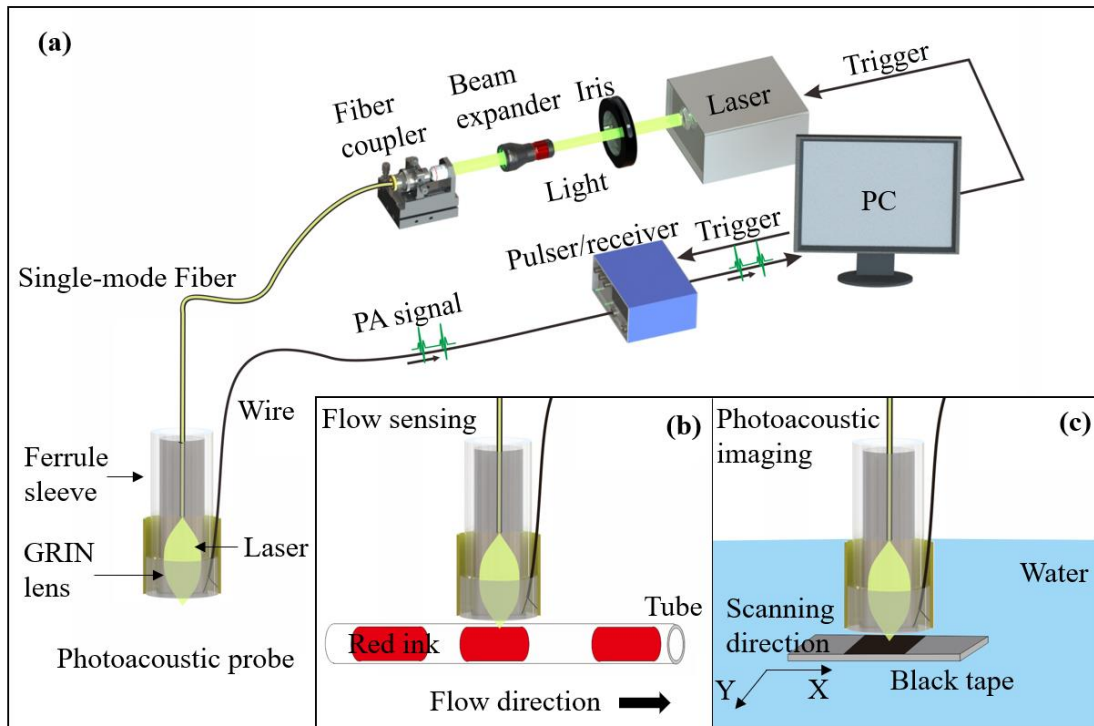 (a)
Trigger
Laser
Iris
Beam
expander
Fiber
coupler
Light
PC
Trigger
Pulser/receiver
Single-mode Fiber
PA signal
Wire
Ferrule
sleeve
GRIN
lens
Laser
Photoacoustic probe
Flow sensing
(b)
Tube
Red ink
Flow direction
Photoacoustic
imaging
(c)
Water
Scanning
direction
Y
X
Black tape